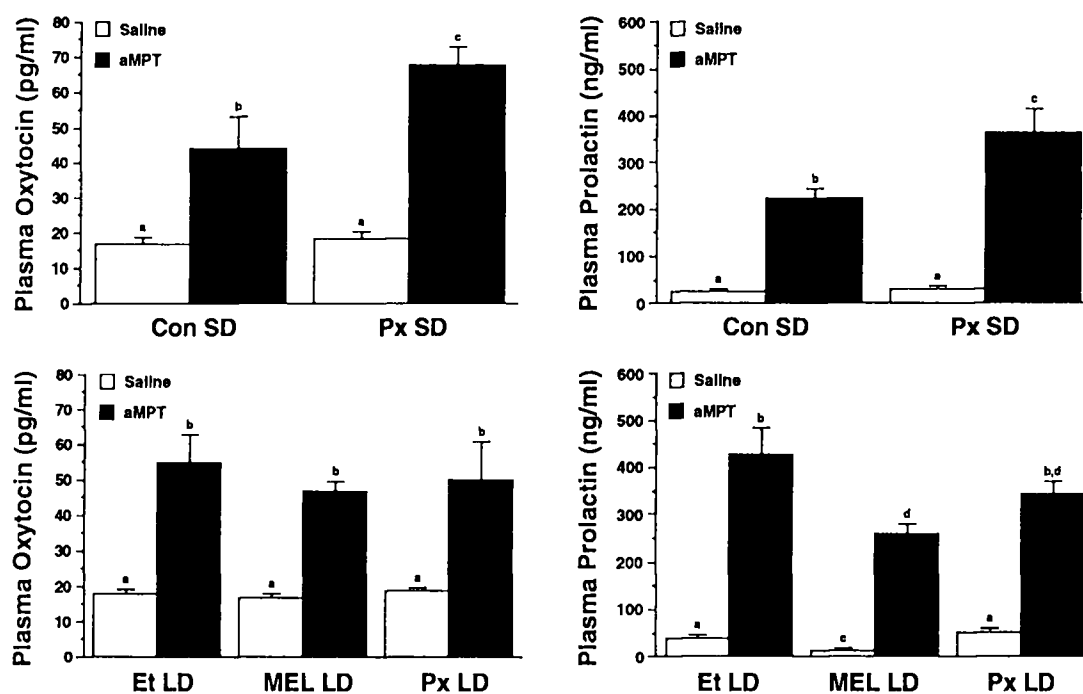 Plasma Oxytocin (pg/ml)
80
70
60
50
40
30
20
10
0
Saline
aMPT
a
b
a
c
Con SD
Px SD
Plasma Prolactin (ng/ml)
600
500
400
300
200
100
0
Saline
aMPT
a
b
a
c
Con SD
Px SD
Plasma Oxytocin (pg/ml)
80
70
60
50
40
30
20
10
0
Saline
aMPT
a
b
a
b
a
b
Et LD
MEL LD
Px LD
Plasma Prolactin (ng/ml)
600
500
400
300
200
100
0
Saline
aMPT
a
b
c
d
a
b,d
Et LD
MEL LD
Px LD